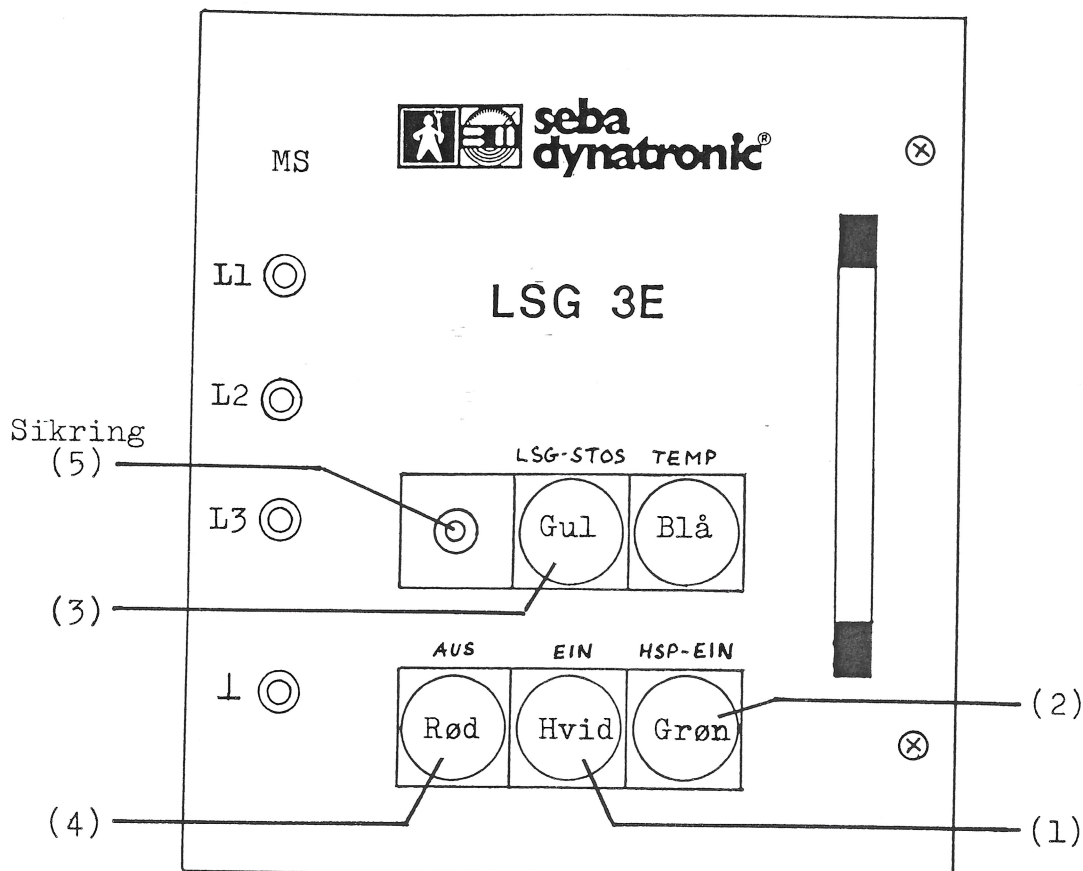 seba
dynatronic®
MS
L1
LSG 3E
L2
Sikring
(5)
LSG-STOS TEMP
L3
Gul Blå
(3)
AUS EIN HSP-EIN
⊥
Rød Hvid Grøn
(2)
(4)
(1)